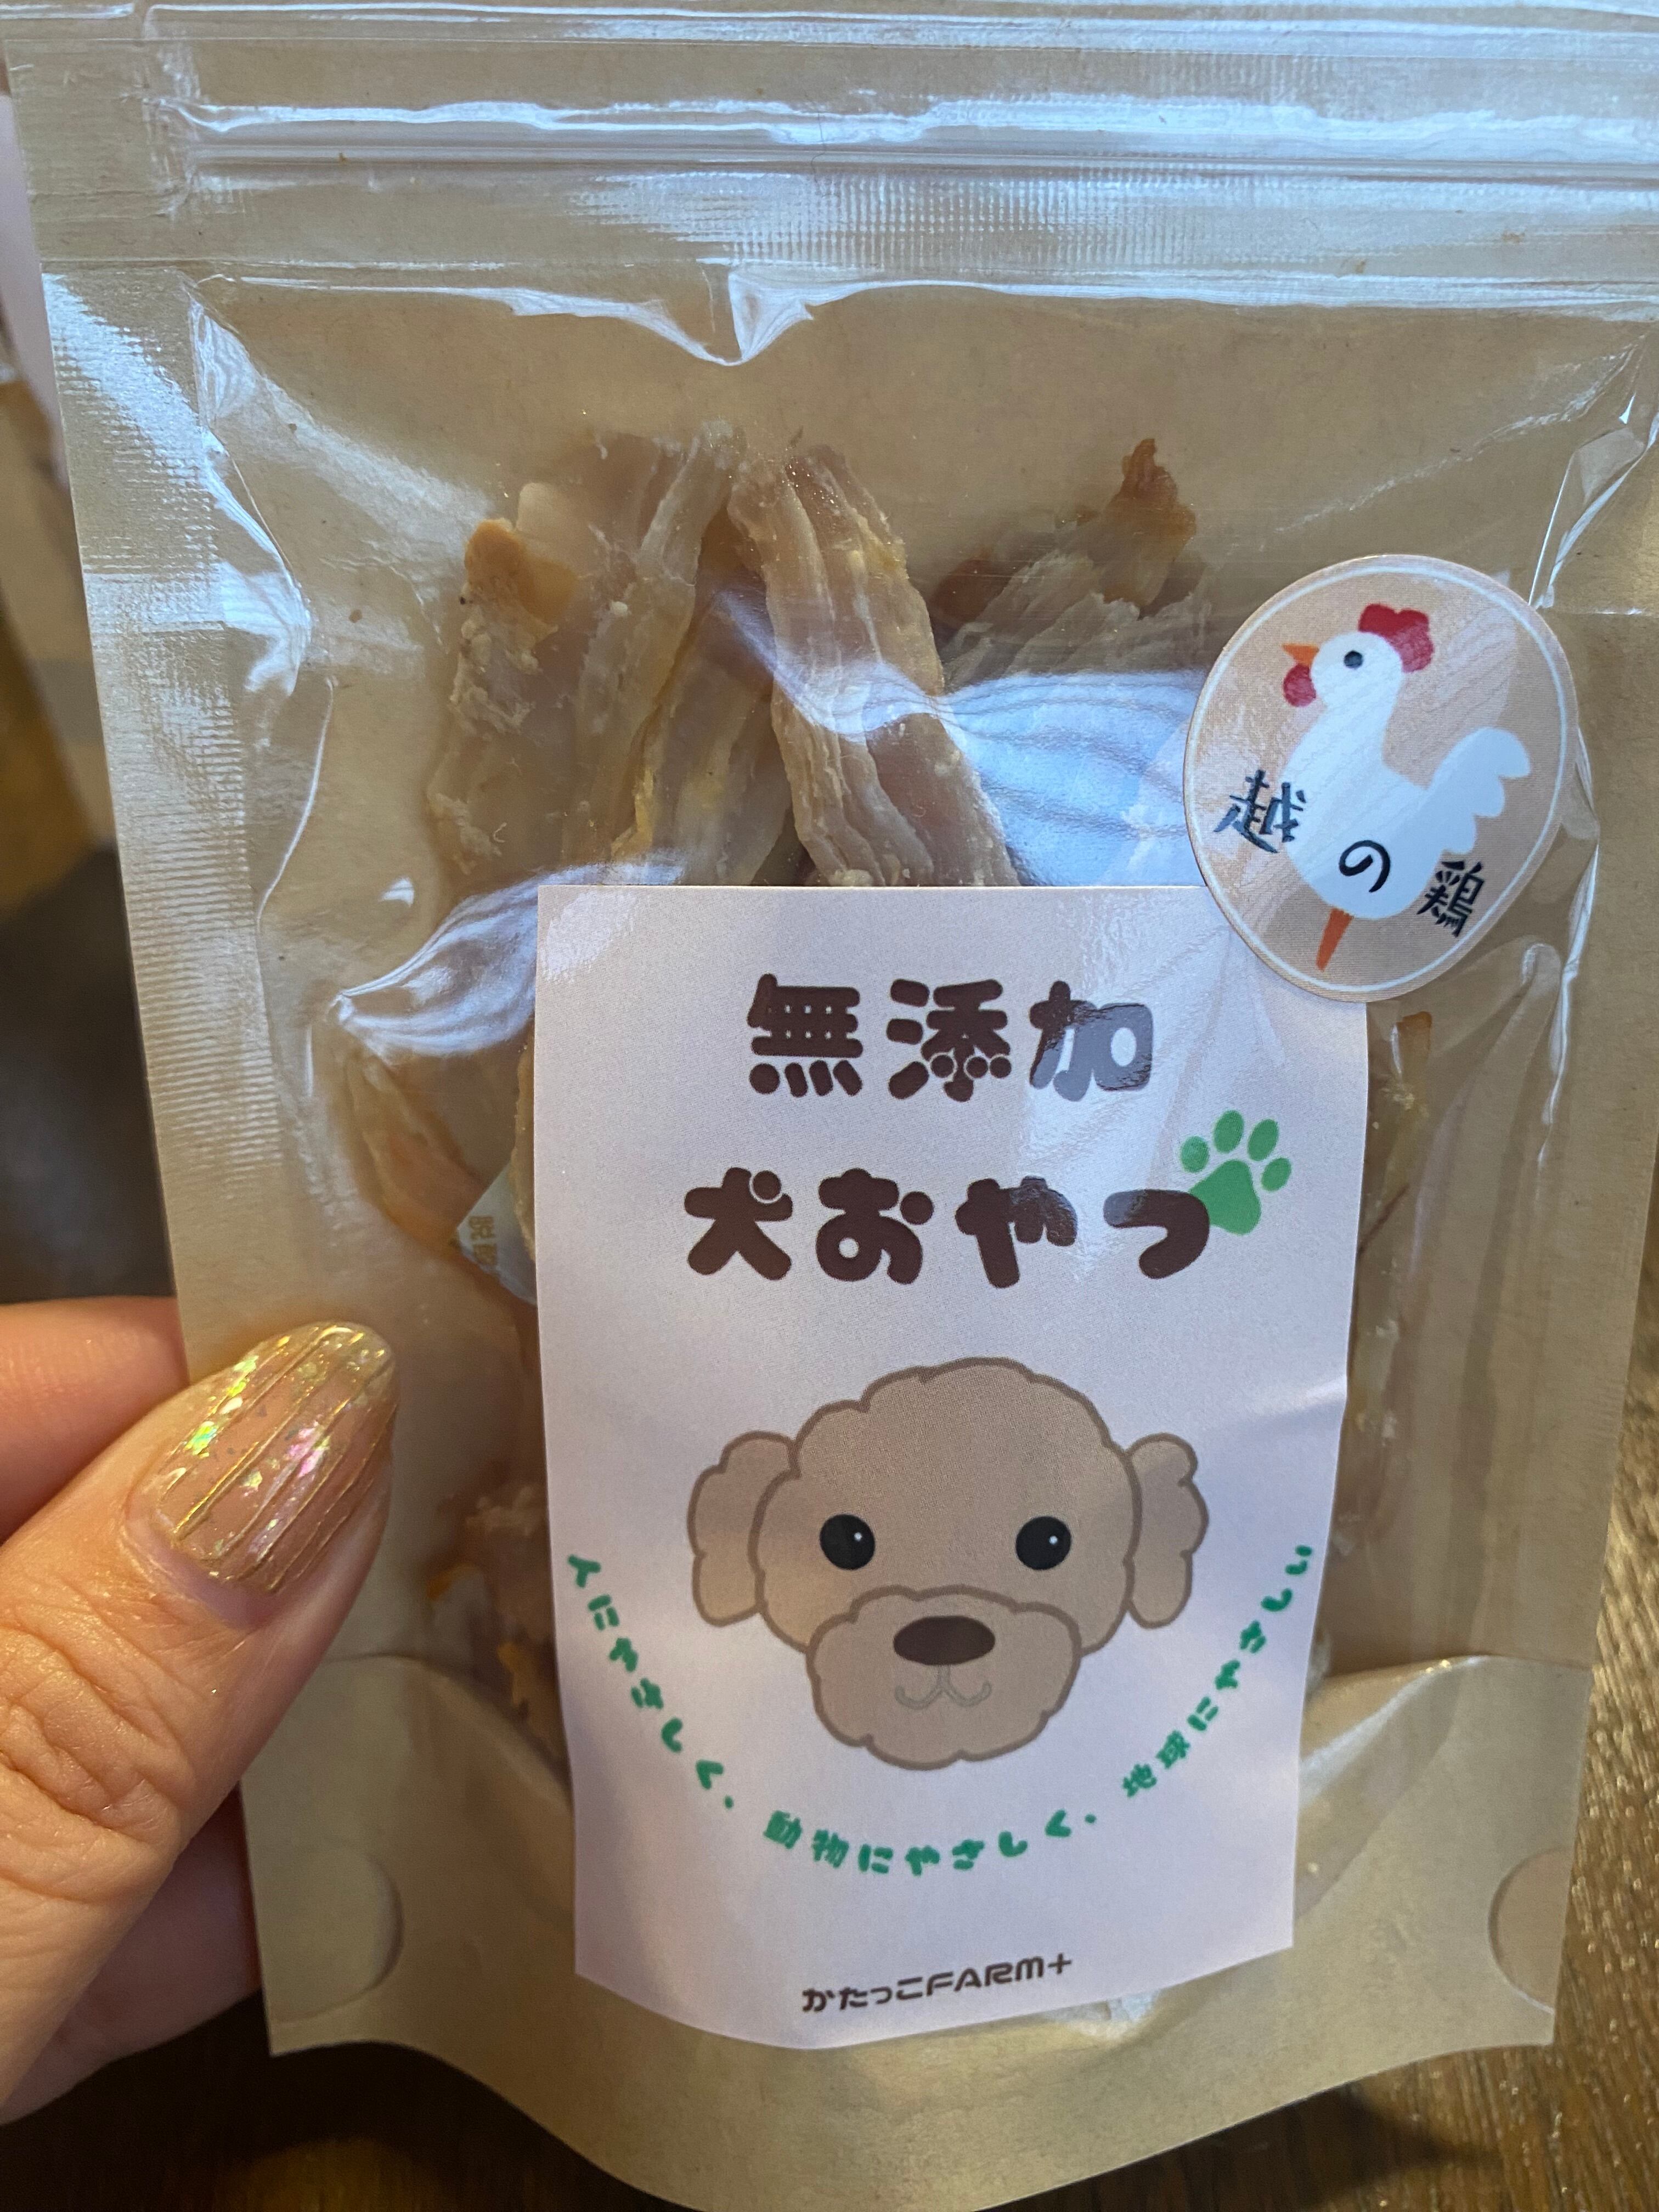 越の鶏
無添加
犬おやつ
人にやさしく、動物にやさしく、地球にやさしい
かたっこFARM+